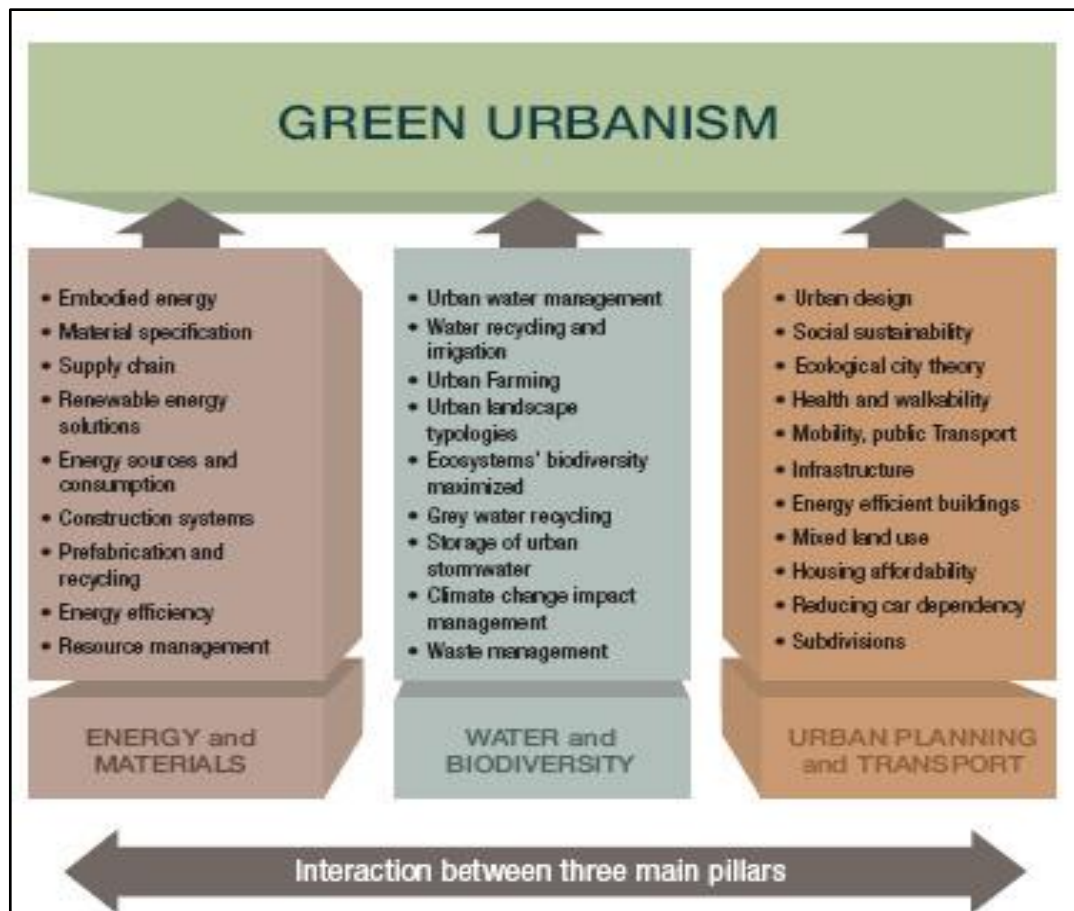 GREEN URBANISM
• Embodied energy
• Material specification
• Supply chain
• Renewable energy
solutions
• Energy sources and
consumption
• Construction systems
• Prefabrication and
recycling
• Energy efficiency
• Resource management
ENERGY and
MATERIALS
• Urban water management
• Water recycling and
irrigation
• Urban Farming
• Urban landscape
typologies
• Ecosystems' biodiversity
maximized
• Grey water recycling
• Storage of urban
stormwater
• Climate change impact
management
• Waste management
WATER and
BIODIVERSITY
• Urban design
• Social sustainability
• Ecological city theory
• Health and walkability
• Mobility, public Transport
• Infrastructure
• Energy efficient buildings
• Mixed land use
• Housing affordability
• Reducing car dependency
• Subdivisions
URBAN PLANNING
and TRANSPORT
Interaction between three main pillars